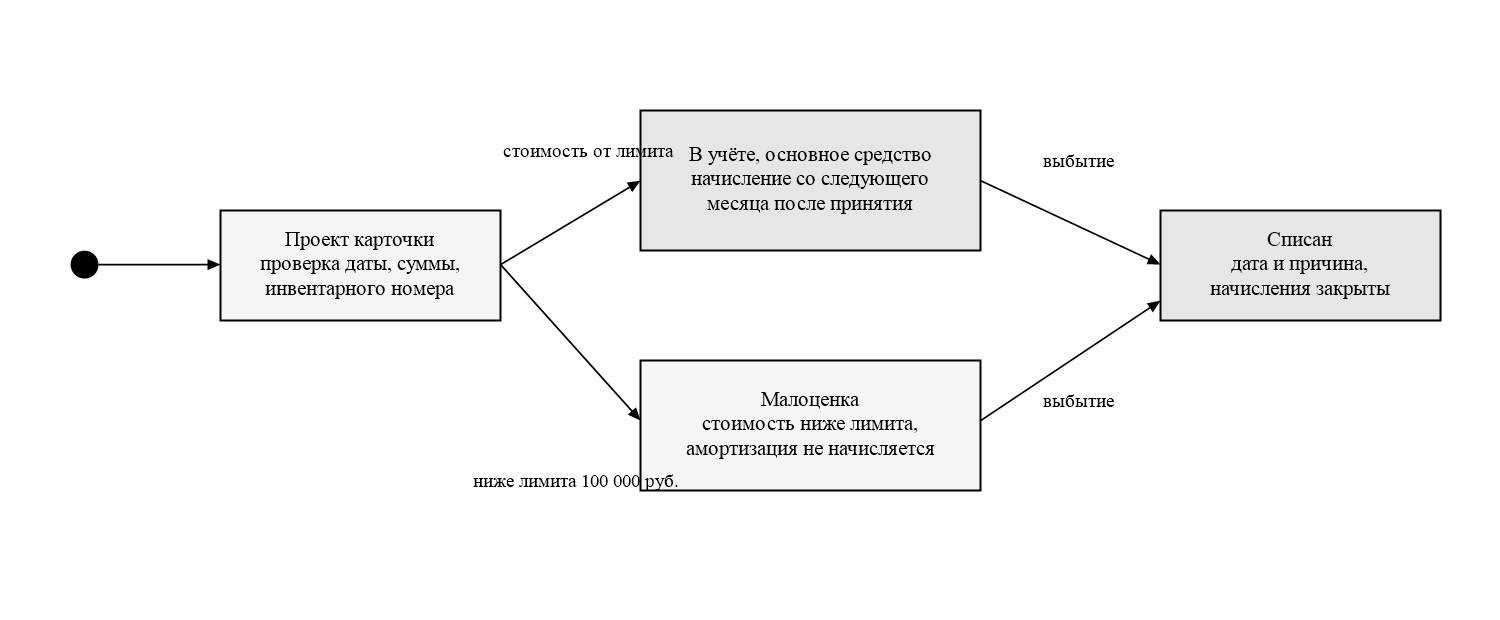 Проект карточки
проверка даты, суммы,
инвентарного номера
стоимость от лимита
В учёте, основное средство
начисление со следующего
месяца после принятия
ниже лимита 100 000 руб.
Малоценка
стоимость ниже лимита,
амортизация не начисляется
выбытие
выбытие
Списан
дата и причина,
начисления закрыты